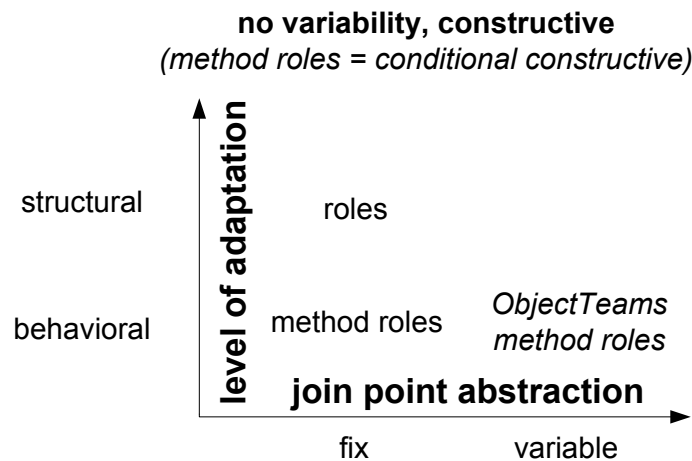 no variability, constructive
(method roles = conditional constructive)
level of adaptation
structural
roles
behavioral
method roles
ObjectTeams
method roles
join point abstraction
fix
variable